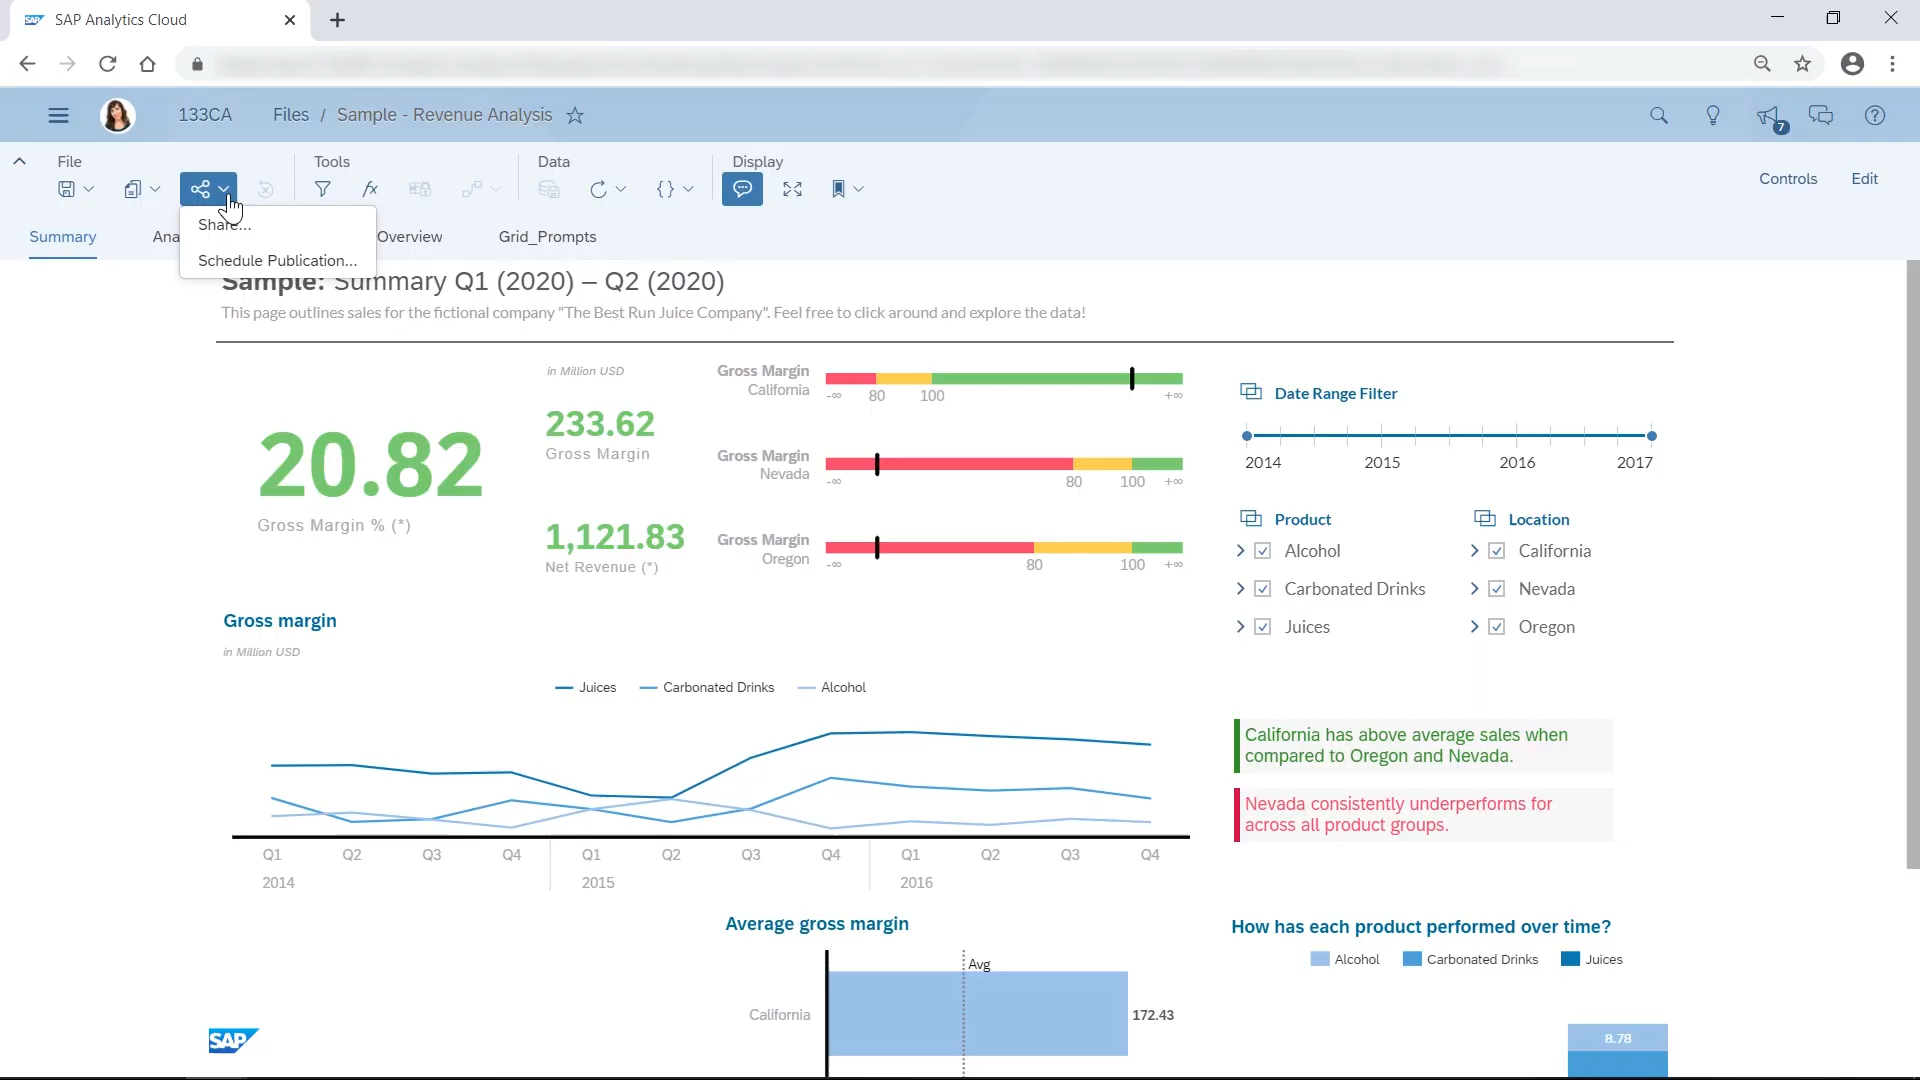 SAP SAP Analytics Cloud
133CA Files / Sample - Revenue Analysis 7
File Tools Data Display
Controls Edit
Share...
Schedule Publication...
Summary Overview Grid_Prompts
Sample: Summary Q1 (2020) – Q2 (2020)
This page outlines sales for the fictional company "The Best Run Juice Company". Feel free to click around and explore the data!
20.82
Gross Margin % (*)
in Million USD
233.62
Gross Margin
1,121.83
Net Revenue (*)
Gross Margin
California
-∞ 80 100 +∞
Gross Margin
Nevada
-∞ 80 100 +∞
Gross Margin
Oregon
-∞ 80 100 +∞
Date Range Filter
2014 2015 2016 2017
Product
Alcohol
Carbonated Drinks
Juices
Location
California
Nevada
Oregon
Gross margin
in Million USD
Juices Carbonated Drinks Alcohol
Q1 Q2 Q3 Q4 Q1 Q2 Q3 Q4 Q1 Q2 Q3 Q4
2014 2015 2016
California has above average sales when
compared to Oregon and Nevada.
Nevada consistently underperforms for
across all product groups.
Average gross margin
Avg
California 172.43
How has each product performed over time?
Alcohol Carbonated Drinks Juices
8.78
SAP